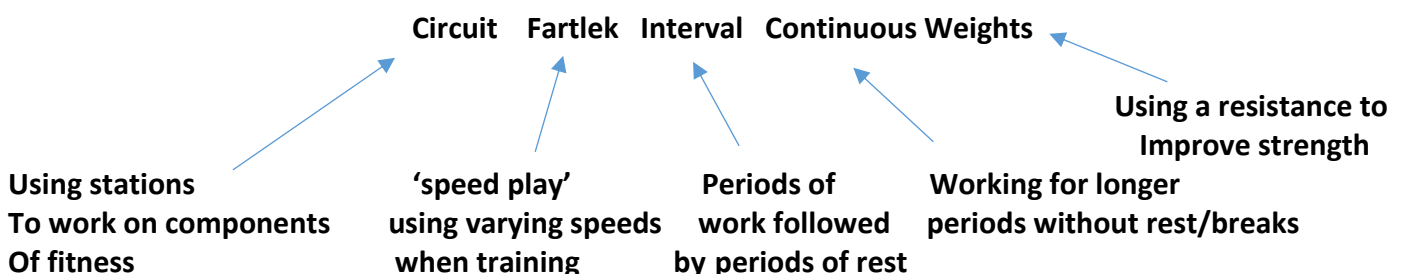 Circuit Fartlek Interval Continuous Weights
Using a resistance to
Improve strength
Using stations
To work on components
Of fitness
'speed play'
using varying speeds
when training
Periods of
work followed
by periods of rest
Working for longer
periods without rest/breaks